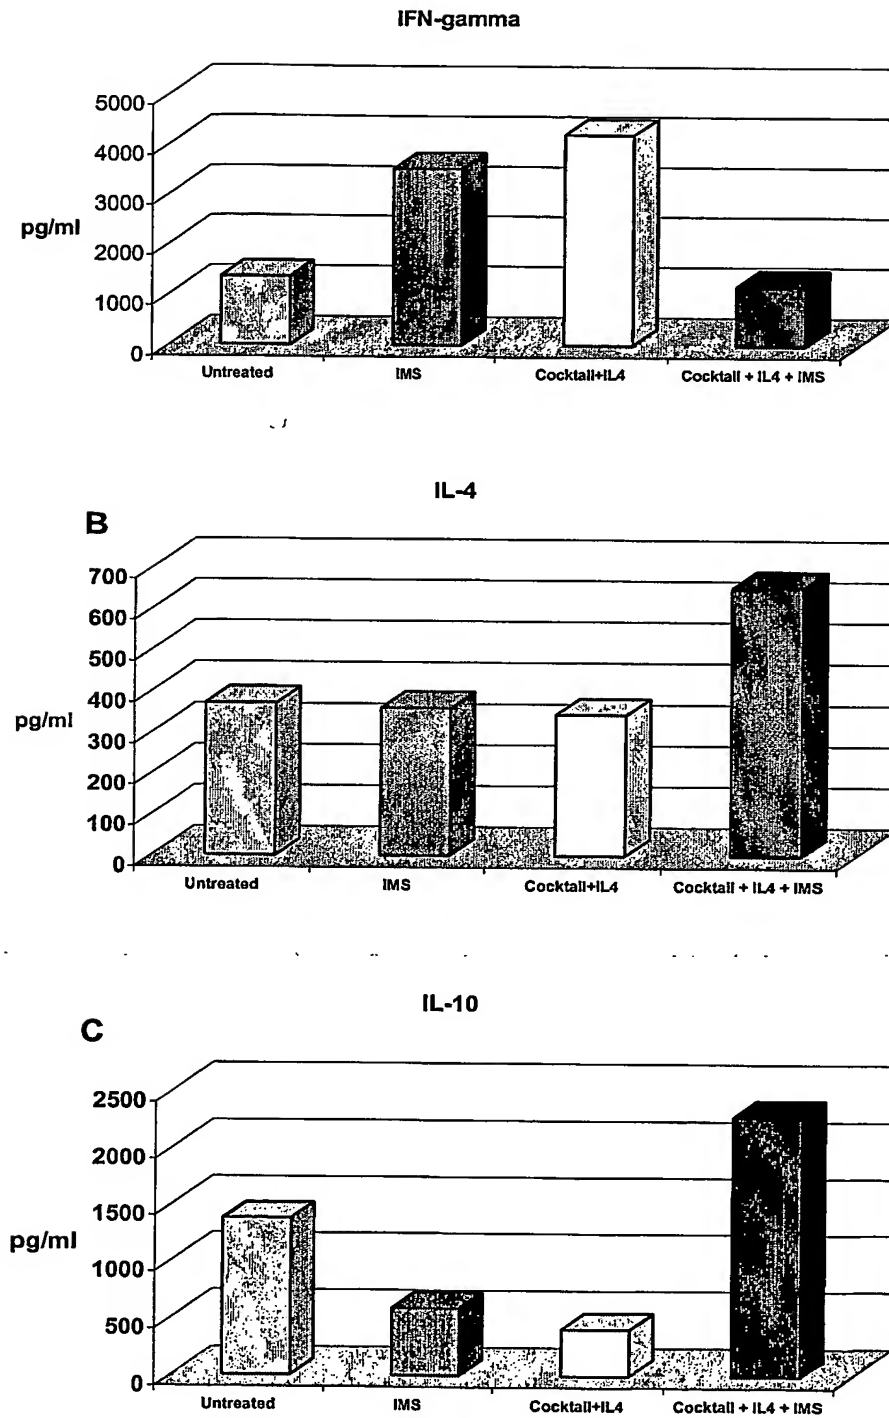 IFN-gamma
5000
4000
3000
pg/ml
2000
1000
0
Untreated IMS Cocktail+IL4 Cocktail + IL4 + IMS
IL-4
B
700
600
500
400
pg/ml
300
200
100
0
Untreated IMS Cocktail+IL4 Cocktail + IL4 + IMS
IL-10
C
2500
2000
1500
pg/ml
1000
500
0
Untreated IMS Cocktail+IL4 Cocktail + IL4 + IMS